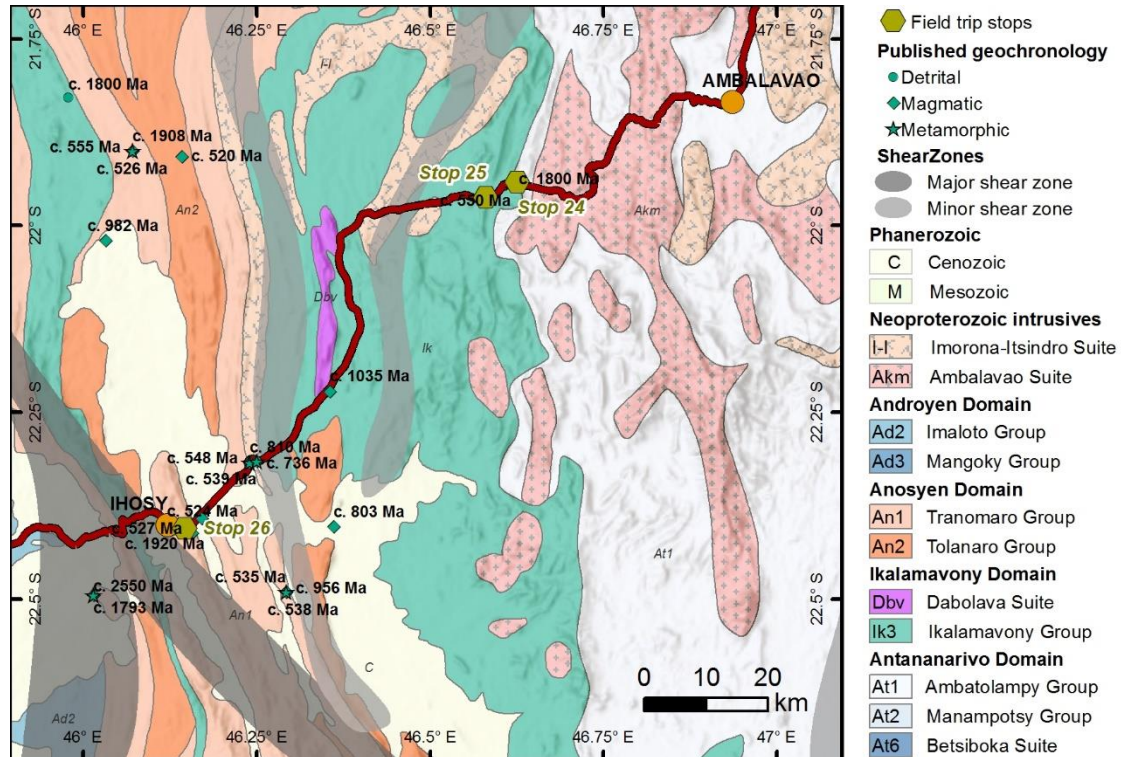 46° E
46.25° E
46.5° E
46.75° E
47° E
21.75° S
21.75° S
22° S
22° S
22.25° S
22.25° S
22.5° S
22.5° S
46° E
46.25° E
46.5° E
46.75° E
47° E
I-I
AMBALAVAO
c. 1800 Ma
c. 1908 Ma
555 Ma
c. 526 Ma
c. 520 Ma
An2
c. 982 Ma
Stop 25
c. 1800 Ma
c. 550 Ma
Stop 24
Akm
Dbv
Ik
c. 1035 Ma
c. 810 Ma
c. 548 Ma
c. 736 Ma
c. 539 Ma
IHOSY
c. 524 Ma
c. 527 Ma
Stop 26
c. 1920 Ma
c. 803 Ma
At1
c. 2550 Ma
c. 1793 Ma
c. 535 Ma
c. 956 Ma
c. 538 Ma
An1
C
Ad2
0 10 20
km
Field trip stops
Published geochronology
Detrital
Magmatic
Metamorphic
ShearZones
Major shear zone
Minor shear zone
Phanerozoic
C Cenozoic
M Mesozoic
Neoproterozoic intrusives
I-I Imorona-Itsindro Suite
Akm Ambalavao Suite
Androyen Domain
Ad2 Imaloto Group
Ad3 Mangoky Group
Anosyen Domain
An1 Tranomaro Group
An2 Tolanaro Group
Ikalamavony Domain
Dbv Dabolava Suite
Ik3 Ikalamavony Group
Antananarivo Domain
At1 Ambatolampy Group
At2 Manampotsy Group
At6 Betsiboka Suite